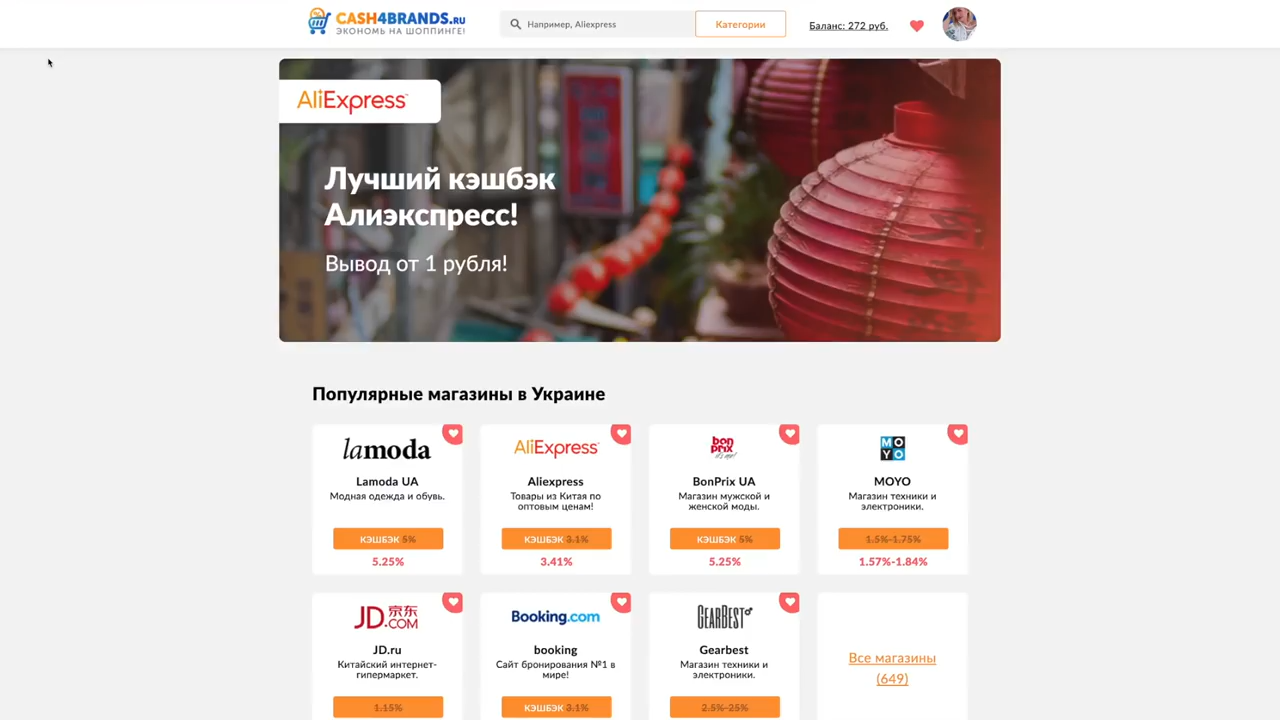 CASH4BRANDS.RU
ЭКОНОМЬ НА ШОППИНГЕ!
Например, Aliexpress
Категории
Баланс: 272 руб.
AliExpress
Лучший кэшбэк
Алиэкспресс!
Вывод от 1 рубля!
Популярные магазины в Украине
lamoda
Lamoda UA
Модная одежда и обувь.
КЭШБЭК 5%
5.25%
AliExpress
Aliexpress
Товары из Китая по
оптовым ценам!
КЭШБЭК 3.1%
3.41%
bon
prix
it's me!
BonPrix UA
Магазин мужской и
женской моды.
КЭШБЭК 5%
5.25%
MOYO
MOYO
Магазин техники и
электроники.
1.5%-1.75%
1.57%-1.84%
JD.COM 京东
JD.ru
Китайский интернет-
гипермаркет.
1.15%
Booking.com
booking
Сайт бронирования №1 в
мире!
КЭШБЭК 3.1%
GEARBEST
Gearbest
Магазин техники и
электроники.
2.5%-25%
Все магазины
(649)